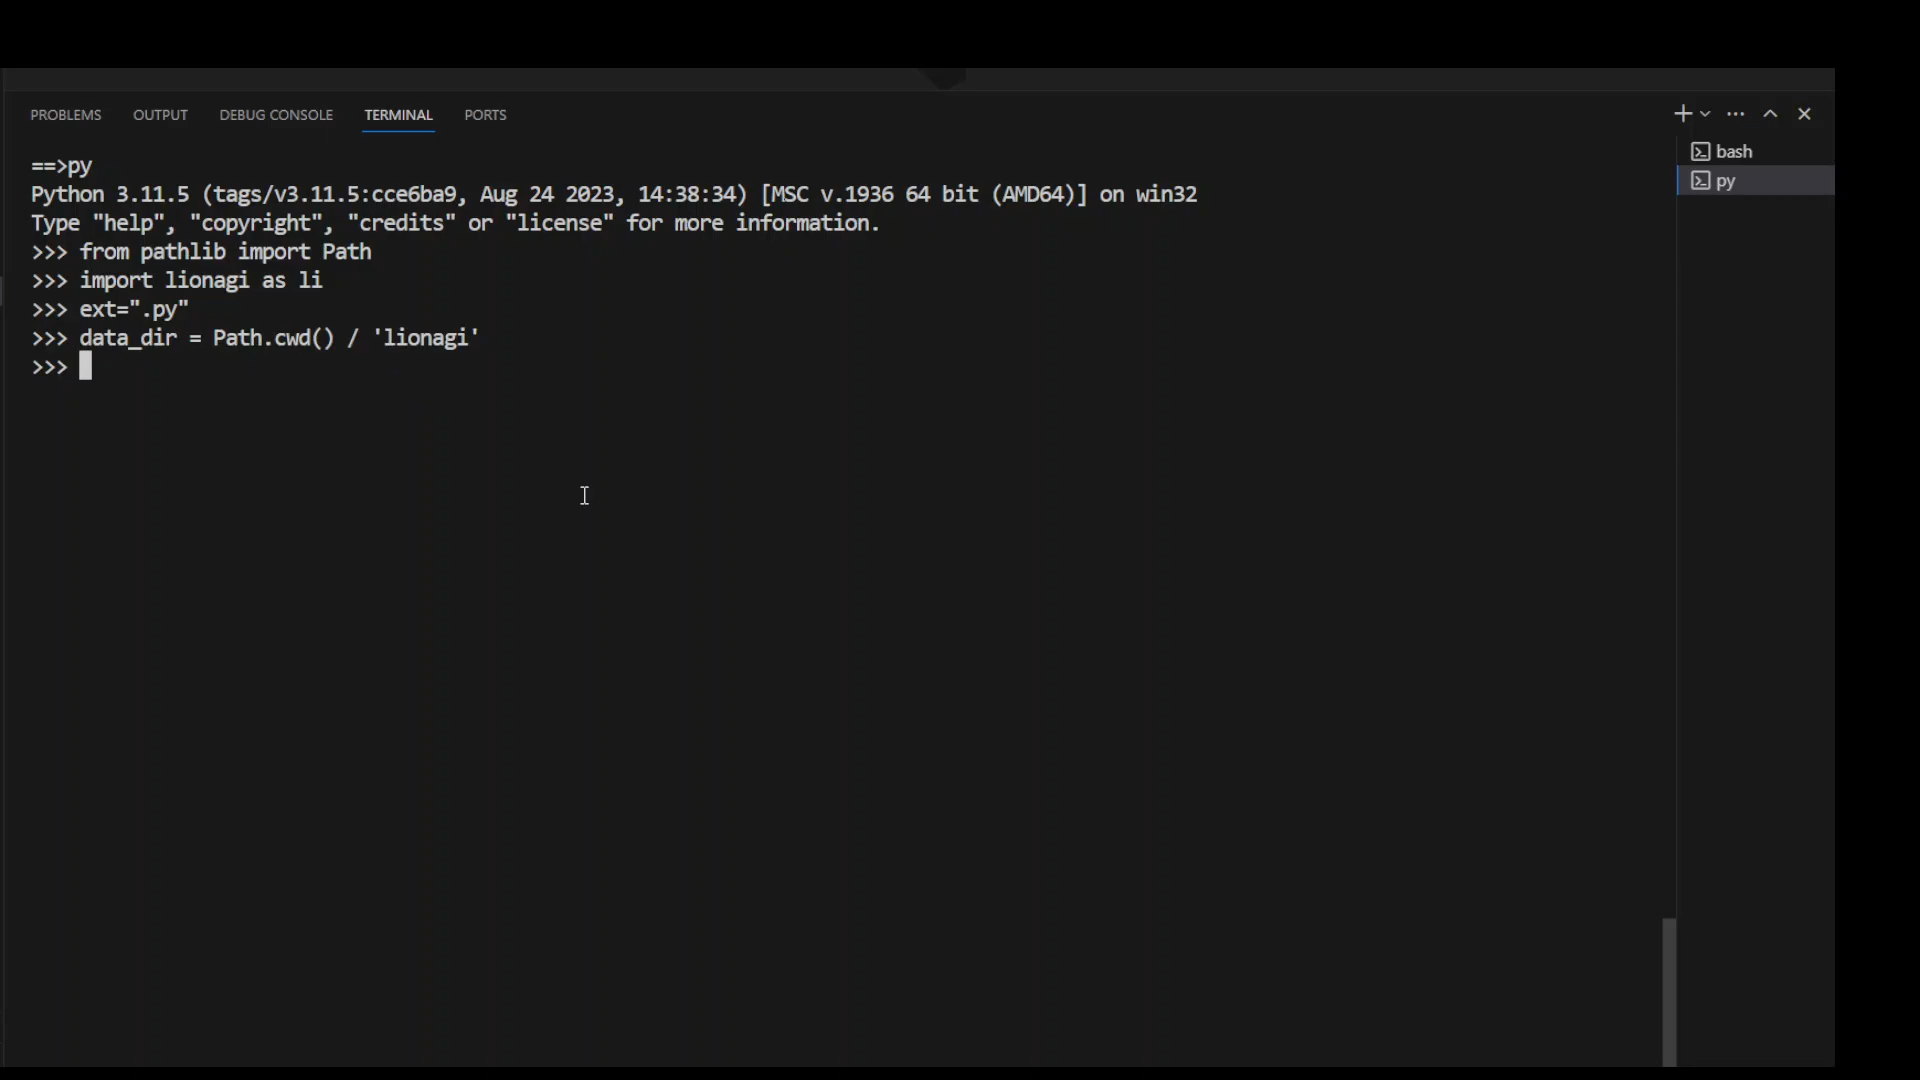 PROBLEMS OUTPUT DEBUG CONSOLE TERMINAL PORTS
bash
py
==>py
Python 3.11.5 (tags/v3.11.5:cce6ba9, Aug 24 2023, 14:38:34) [MSC v.1936 64 bit (AMD64)] on win32
Type "help", "copyright", "credits" or "license" for more information.
>>> from pathlib import Path
>>> import lionagi as li
>>> ext=".py"
>>> data_dir = Path.cwd() / 'lionagi'
>>>